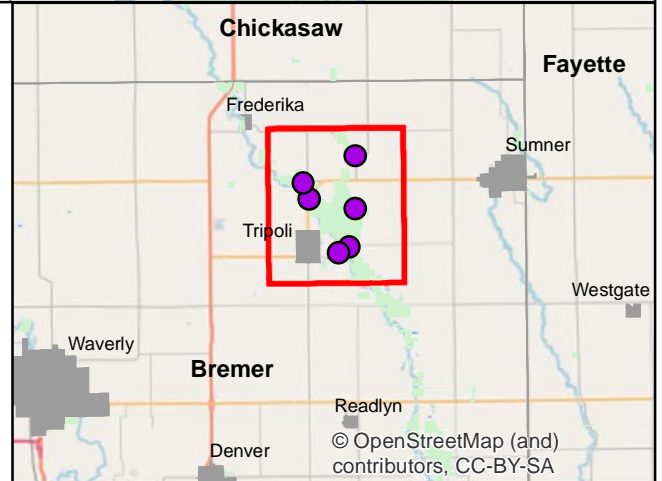 Chickasaw
Fayette
Frederika
Sumner
Tripoli
Westgate
Waverly
Bremer
Readlyn
© OpenStreetMap (and)
contributors, CC-BY-SA
Denver